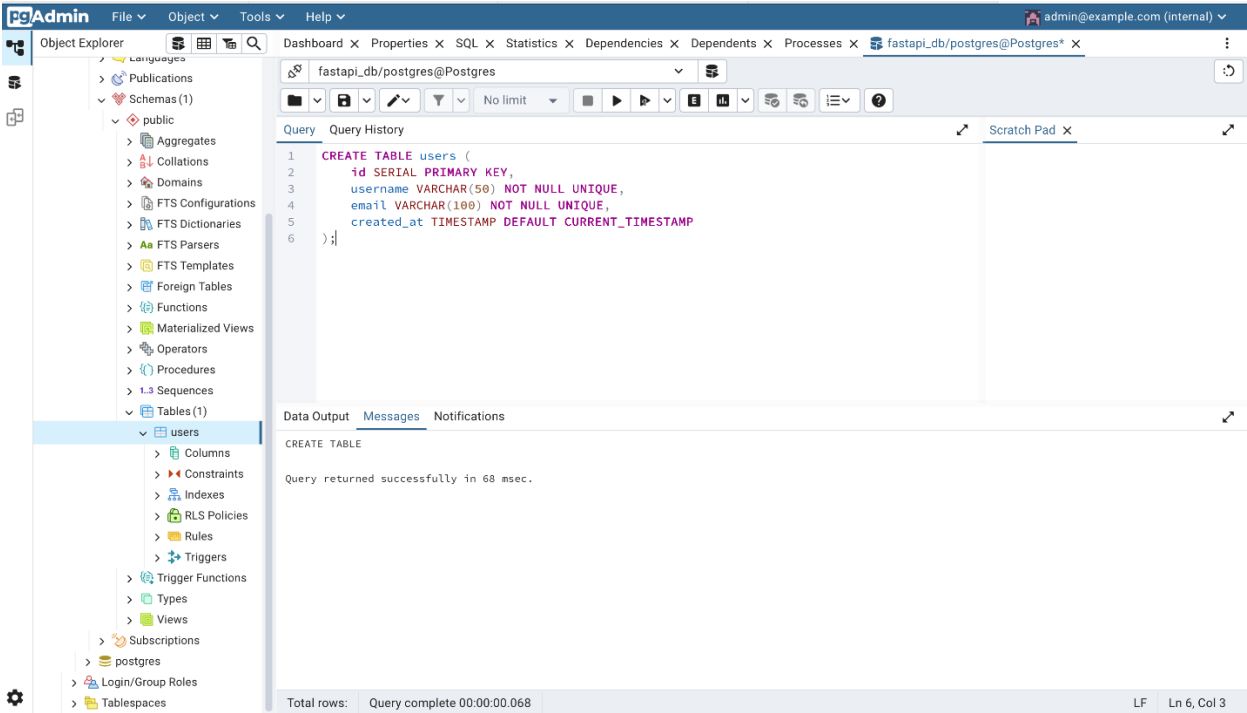 pgAdmin File Object Tools Help admin@example.com (internal)
Object Explorer
Dashboard Properties SQL Statistics Dependencies Dependents Processes fastapi_db/postgres@Postgres*
Languages
Publications
Schemas (1)
public
Aggregates
Collations
Domains
FTS Configurations
FTS Dictionaries
Aa FTS Parsers
FTS Templates
Foreign Tables
Functions
Materialized Views
Operators
Procedures
1..3 Sequences
Tables (1)
users
Columns
Constraints
Indexes
RLS Policies
Rules
Triggers
Trigger Functions
Types
Views
Subscriptions
postgres
Login/Group Roles
Tablespaces
fastapi_db/postgres@Postgres
No limit E
Query Query History
Scratch Pad
1 CREATE TABLE users (
2 id SERIAL PRIMARY KEY,
3 username VARCHAR(50) NOT NULL UNIQUE,
4 email VARCHAR(100) NOT NULL UNIQUE,
5 created_at TIMESTAMP DEFAULT CURRENT_TIMESTAMP
6 );
Data Output Messages Notifications
CREATE TABLE
Query returned successfully in 68 msec.
Total rows: Query complete 00:00:00.068 LF Ln 6, Col 3